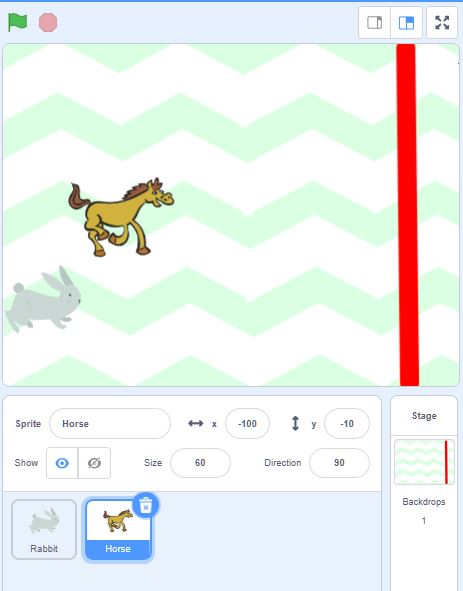 Sprite Horse x -100 y -10
Show Size 60 Direction 90
Stage
Backdrops
1
Rabbit
Horse